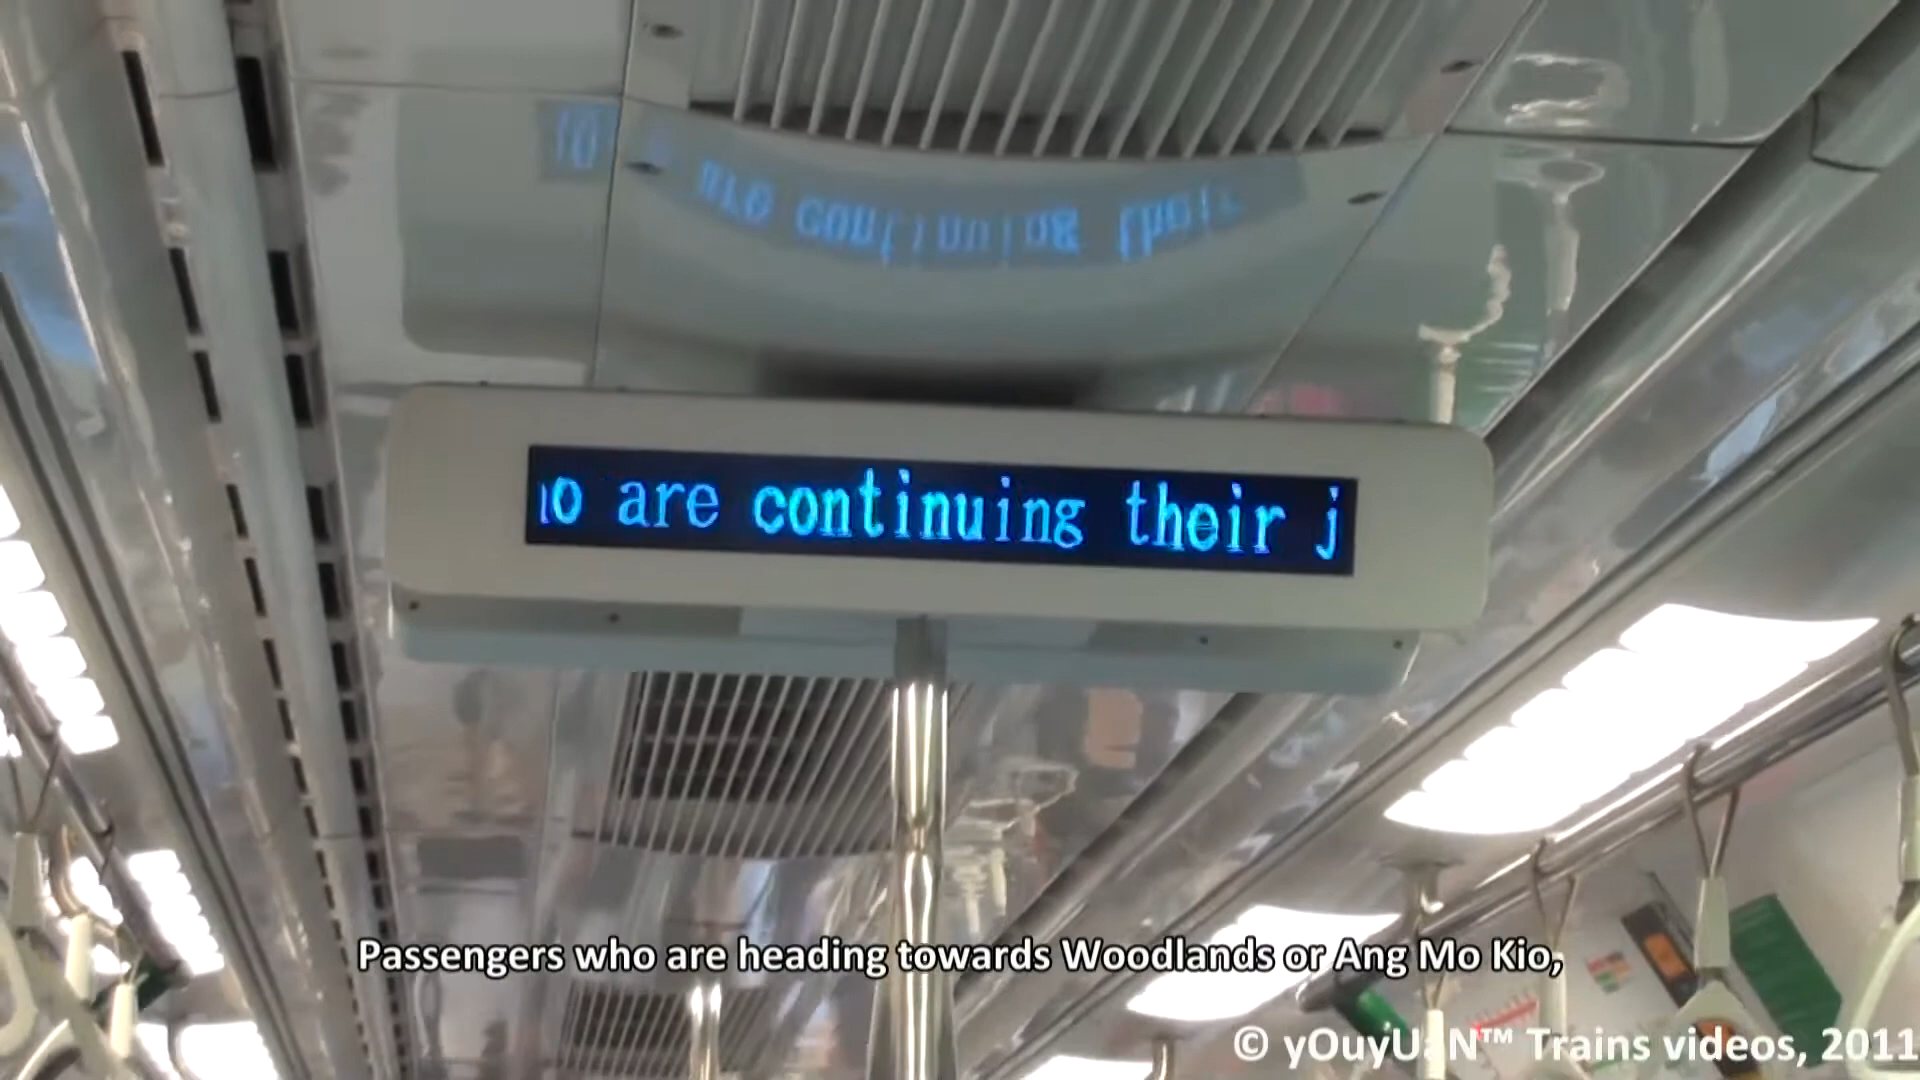 o are continuing their j
Passengers who are heading towards Woodlands or Ang Mo Kio,
© yOuyUaN™ Trains videos, 2011